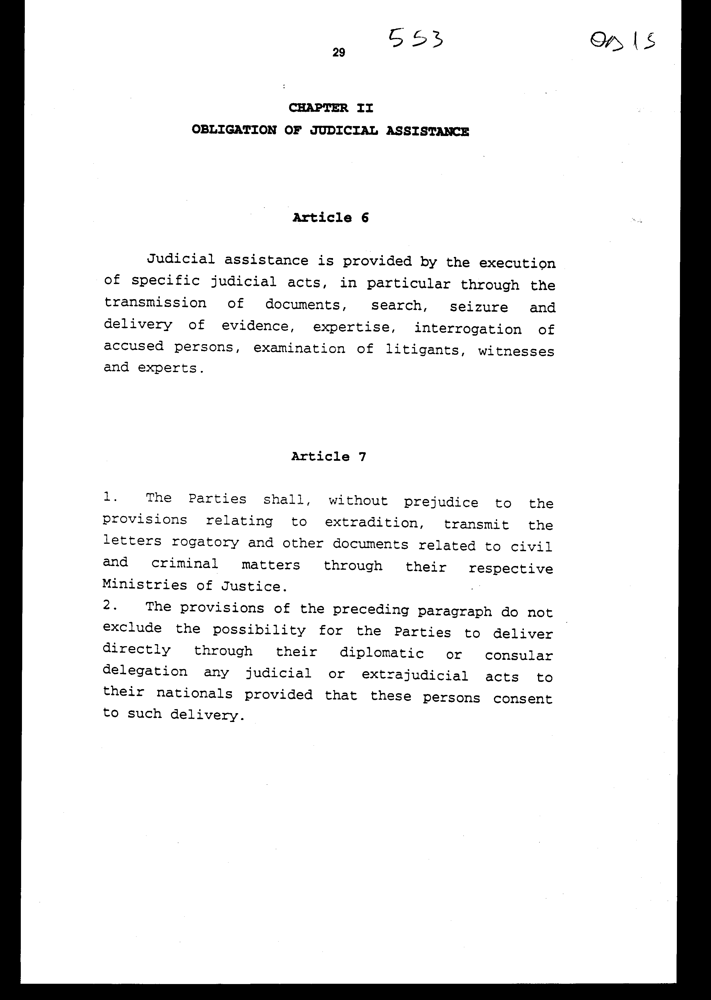 553
29
CHAPTER II
OBLIGATION OF JUDICIAL ASSISTANCE
Article 6
Judicial assistance is provided by the execution
of specific judicial acts, in particular through the
transmission of documents, search, seizure and
delivery of evidence, expertise, interrogation of
accused persons, examination of litigants, witnesses
and experts.
Article 7
1. The Parties shall, without prejudice to the
provisions relating to extradition, transmit the
letters rogatory and other documents related to civil
and criminal matters through their respective
Ministries of Justice.
2. The provisions of the preceding paragraph do not
exclude the possibility for the Parties to deliver
directly through their diplomatic or consular
delegation any judicial or extrajudicial acts to
their nationals provided that these persons consent
to such delivery.